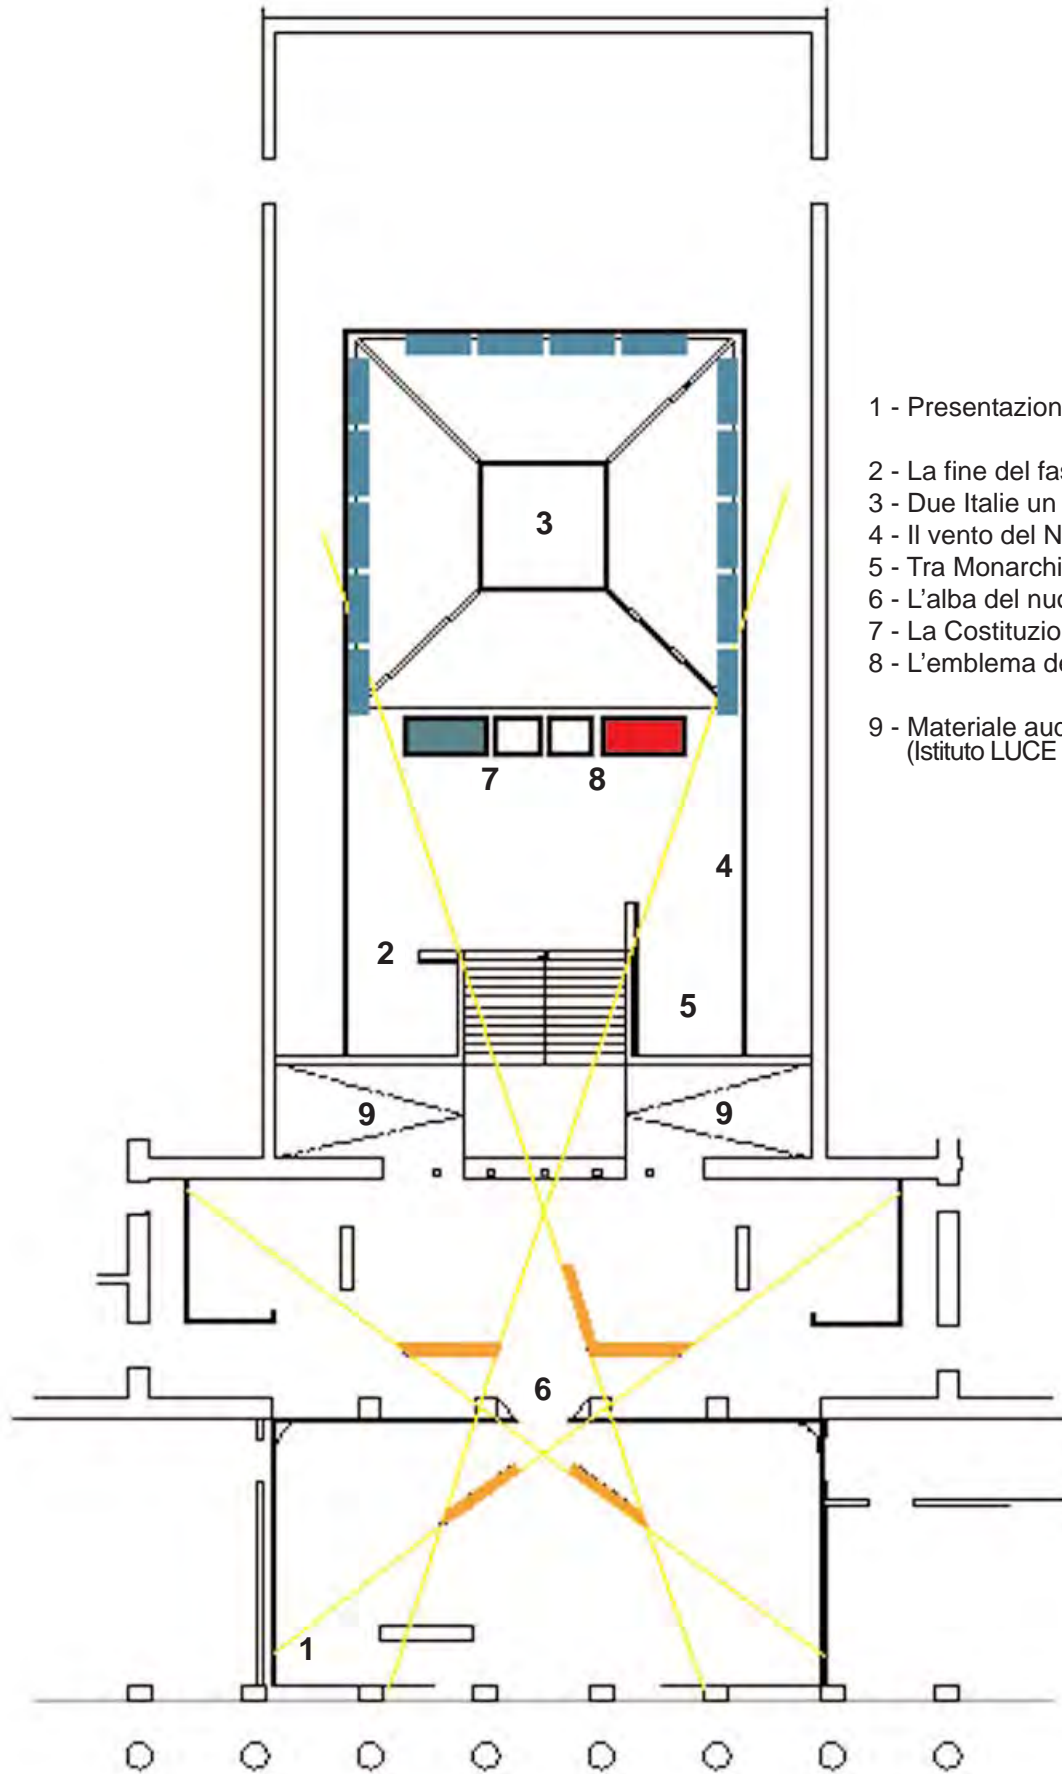 3
1 - Presentazion
2 - La fine del fas
3 - Due Italie un
4 - Il vento del N
5 - Tra Monarchi
6 - L'alba del nuo
7 - La Costituzio
8 - L'emblema de
9 - Materiale aud
(Istituto LUCE
7 8
4
2
5
9 9
6
1